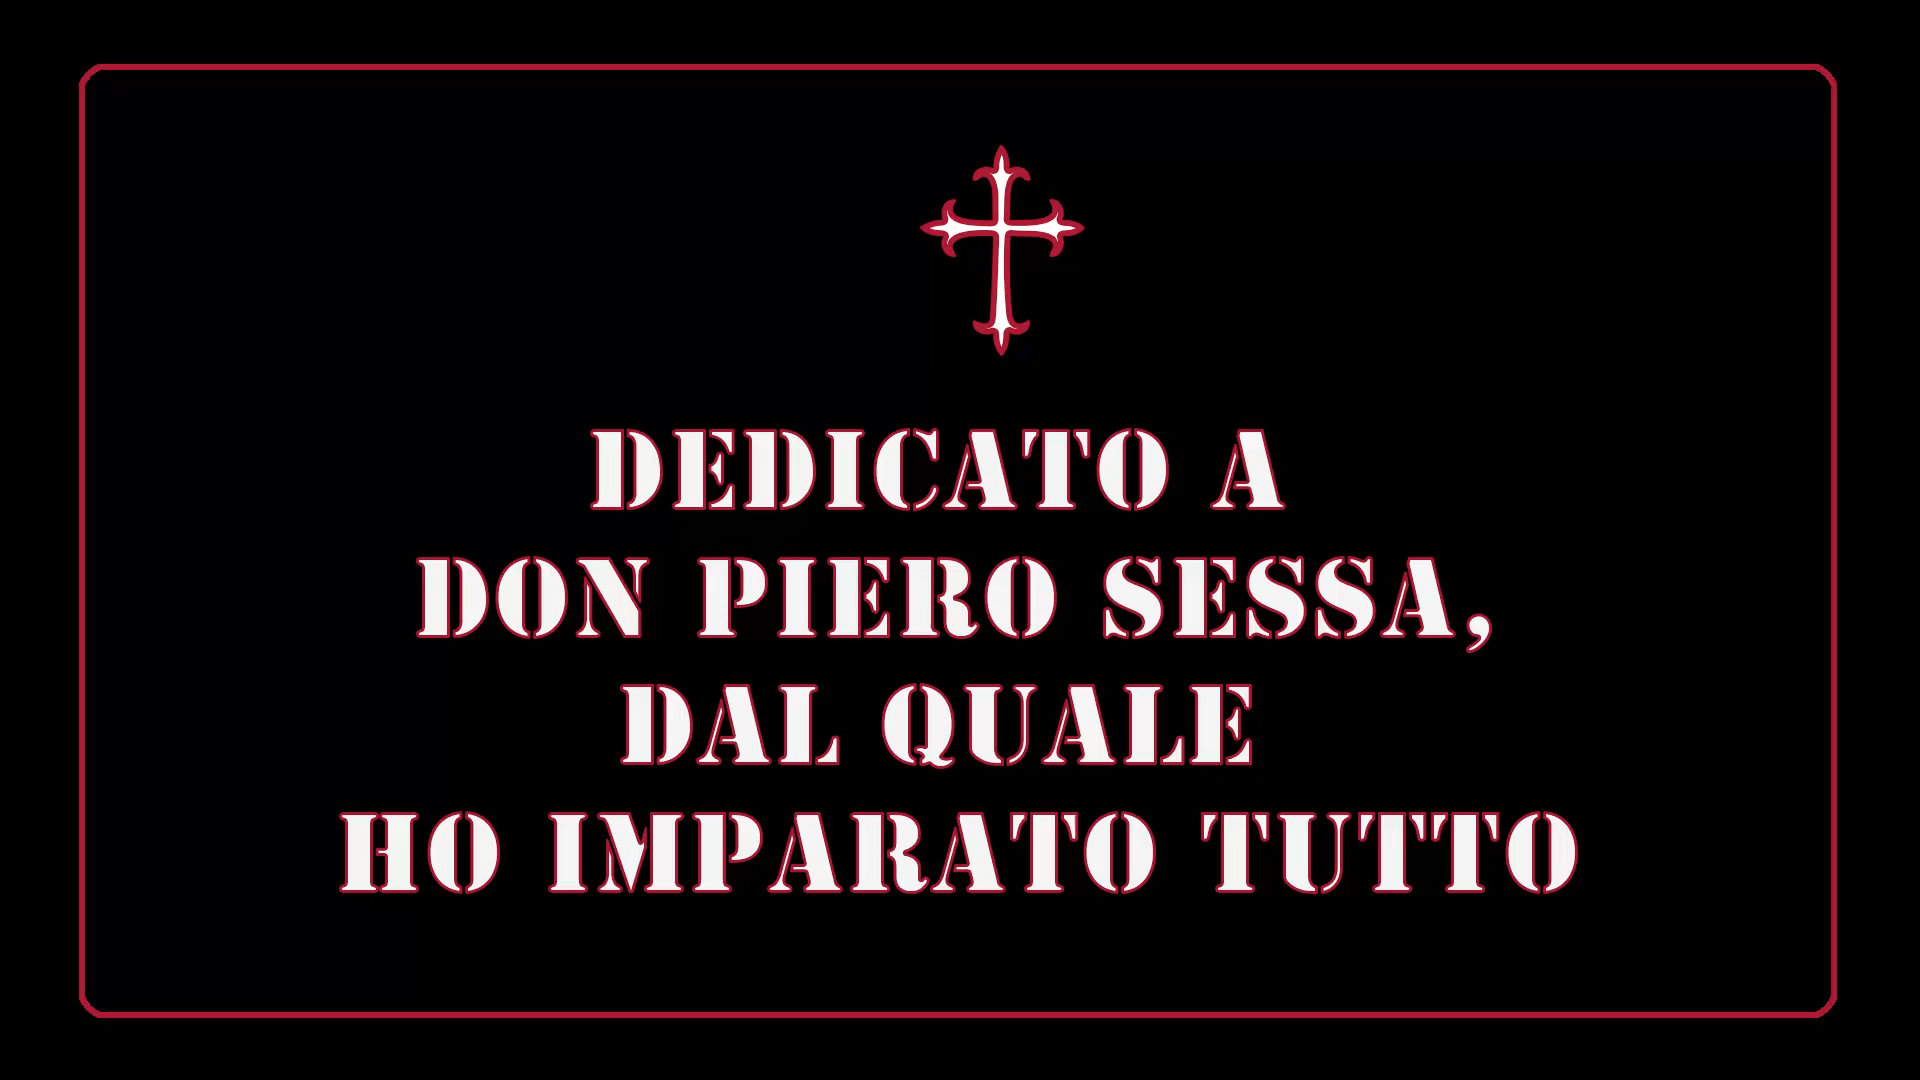 DEDICATO A
DON PIERO SESSA,
DAL QUALE
HO IMPARATO TUTTO